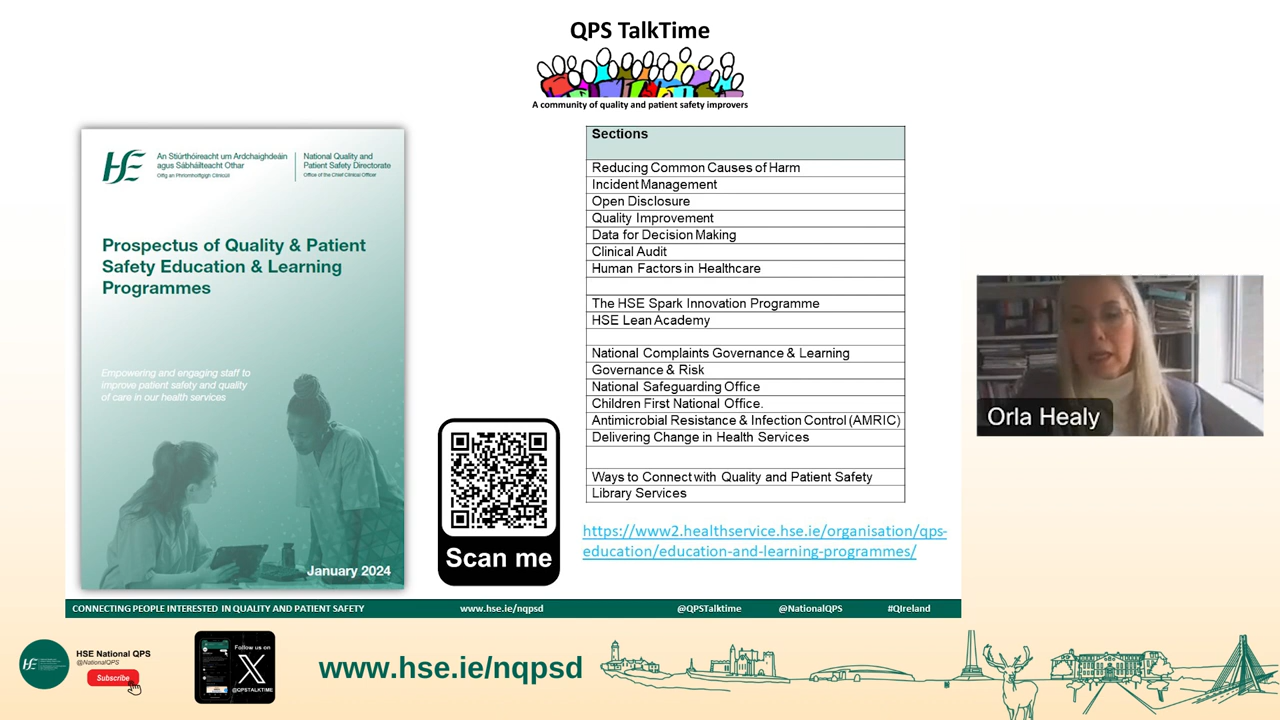 QPS TalkTime
A community of quality and patient safety improvers
An Stiúrthóireacht um Ardchaighdeáin
agus Sábháilteacht Othar
Oifig an Phríomhoifigigh Cliniciúil
National Quality and
Patient Safety Directorate
Office of the Chief Clinical Officer
Prospectus of Quality & Patient
Safety Education & Learning
Programmes
Empowering and engaging staff to
improve patient safety and quality
of care in our health services
January 2024
Scan me
Sections
Reducing Common Causes of Harm
Incident Management
Open Disclosure
Quality Improvement
Data for Decision Making
Clinical Audit
Human Factors in Healthcare
The HSE Spark Innovation Programme
HSE Lean Academy
National Complaints Governance & Learning
Governance & Risk
National Safeguarding Office
Children First National Office.
Antimicrobial Resistance & Infection Control (AMRIC)
Delivering Change in Health Services
Ways to Connect with Quality and Patient Safety
Library Services
https://www2.healthservice.hse.ie/organisation/qps-
education/education-and-learning-programmes/
Orla Healy
CONNECTING PEOPLE INTERESTED IN QUALITY AND PATIENT SAFETY
www.hse.ie/nqpsd
@QPSTalktime
@NationalQPS
#QIreland
HSE National QPS
@NationalQPS
Subscribe
Follow us on
X
@QPSTALKTIME
www.hse.ie/nqpsd